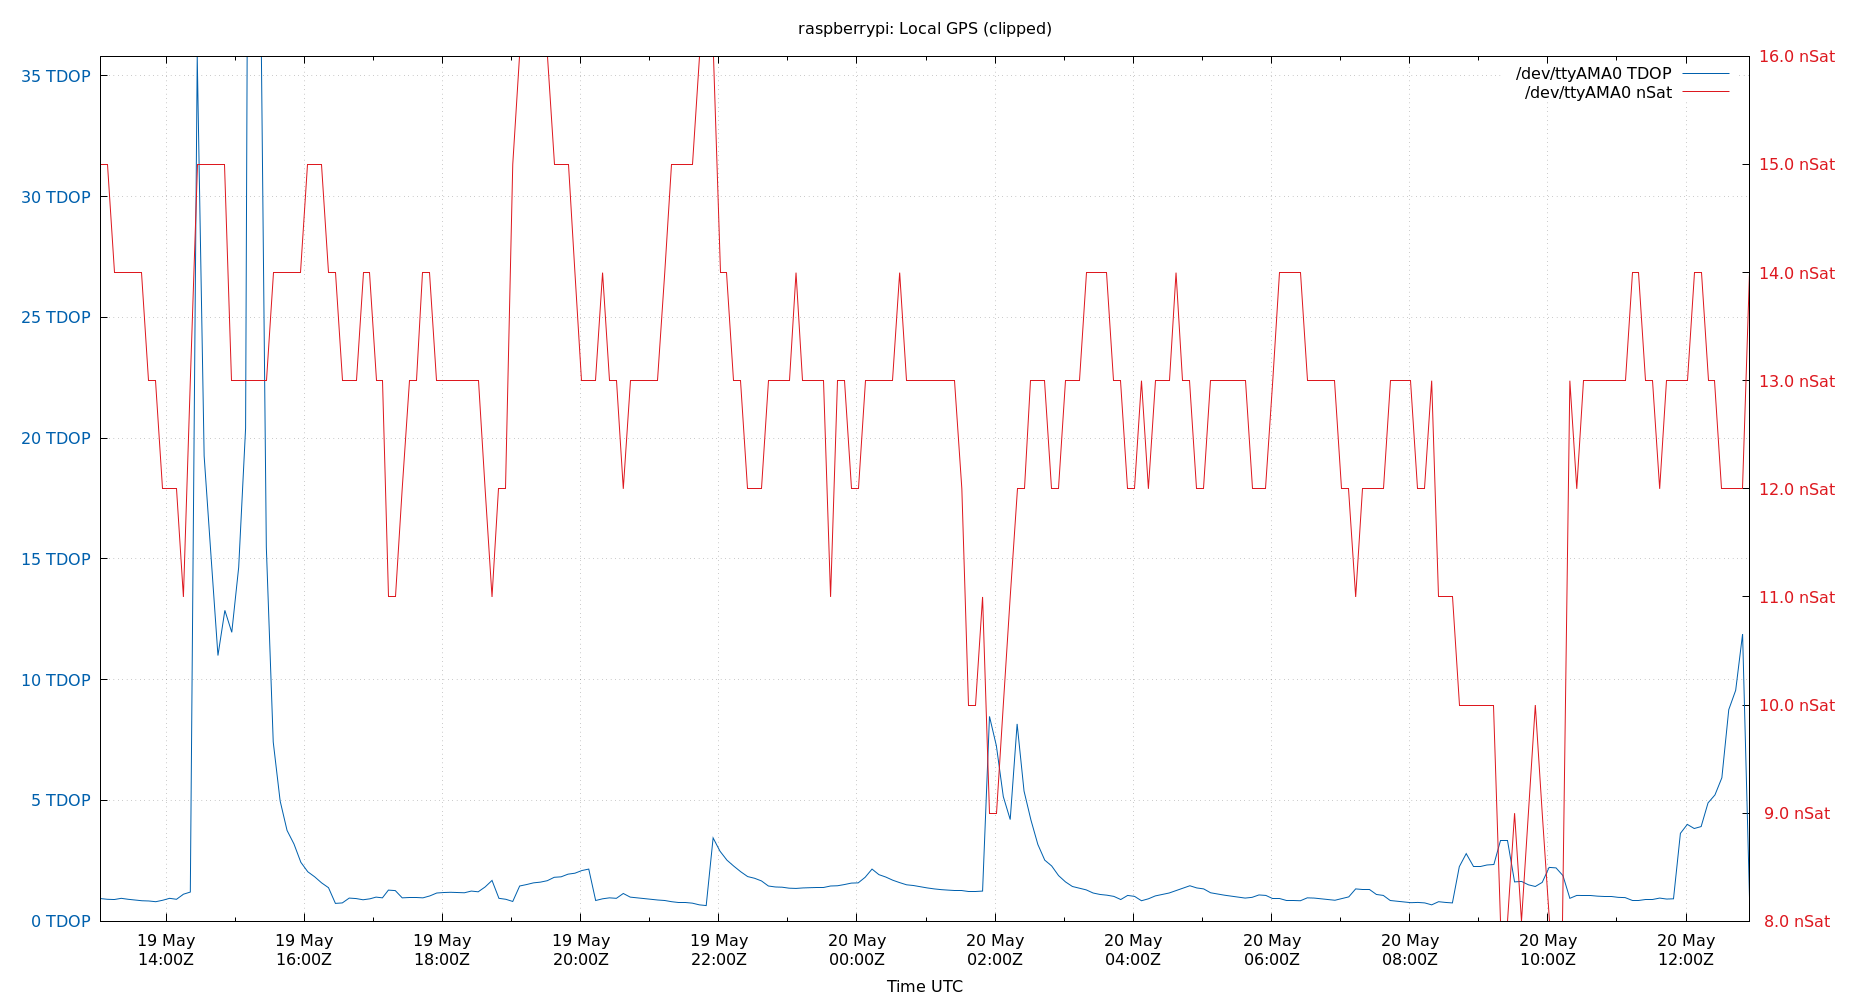 raspberrypi: Local GPS (clipped)
/dev/ttyAMA0 TDOP
/dev/ttyAMA0 nSat
35 TDOP
30 TDOP
25 TDOP
20 TDOP
15 TDOP
10 TDOP
5 TDOP
0 TDOP
16.0 nSat
15.0 nSat
14.0 nSat
13.0 nSat
12.0 nSat
11.0 nSat
10.0 nSat
9.0 nSat
8.0 nSat
19 May
14:00Z
19 May
16:00Z
19 May
18:00Z
19 May
20:00Z
19 May
22:00Z
20 May
00:00Z
20 May
02:00Z
20 May
04:00Z
20 May
06:00Z
20 May
08:00Z
20 May
10:00Z
20 May
12:00Z
Time UTC